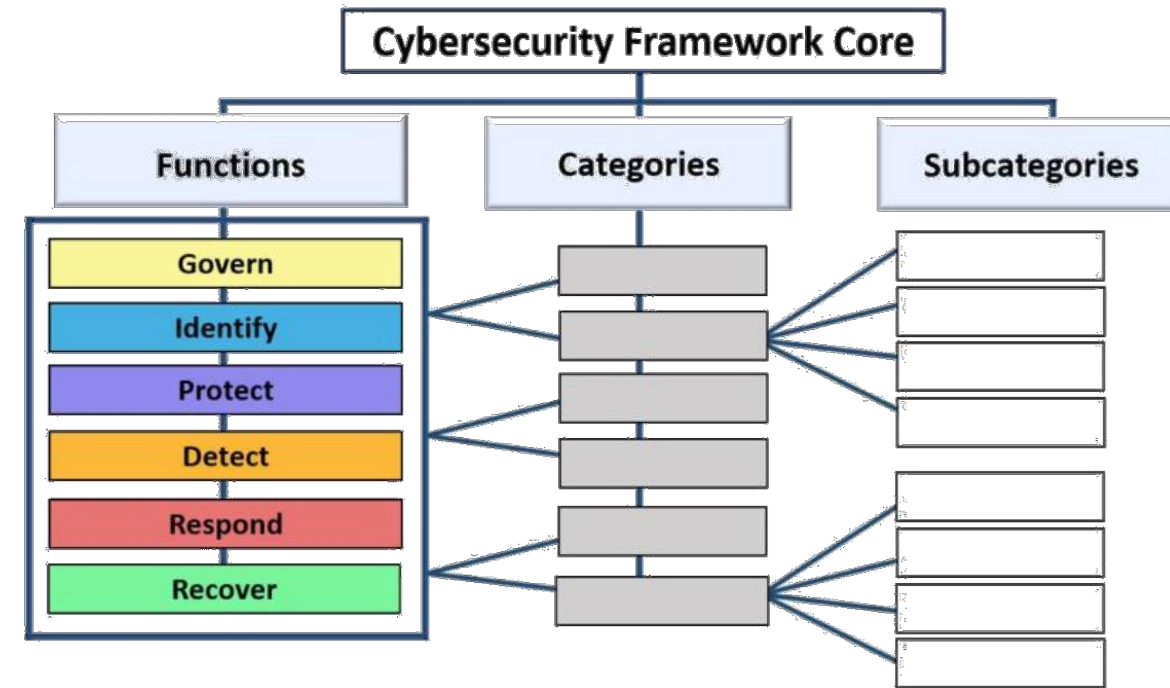 Cybersecurity Framework Core
Functions
Categories
Subcategories
Govern
Identify
Protect
Detect
Respond
Recover